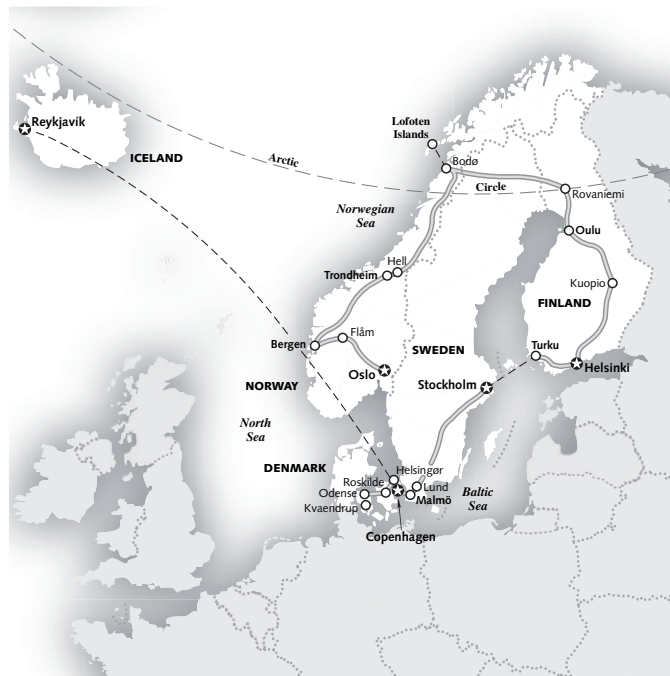 Reykjavík
ICELAND
Lofoten
Islands
Bodø
Arctic
Circle
Rovaniemi
Norwegian
Sea
Oulu
Hell
Trondheim
Kuopio
FINLAND
Flåm
Bergen
SWEDEN
Turku
Oslo
Helsinki
Stockholm
NORWAY
North
Sea
DENMARK
Helsingør
Roskilde
Lund
Odense
Malmö
Baltic
Sea
Kvaendrup
Copenhagen